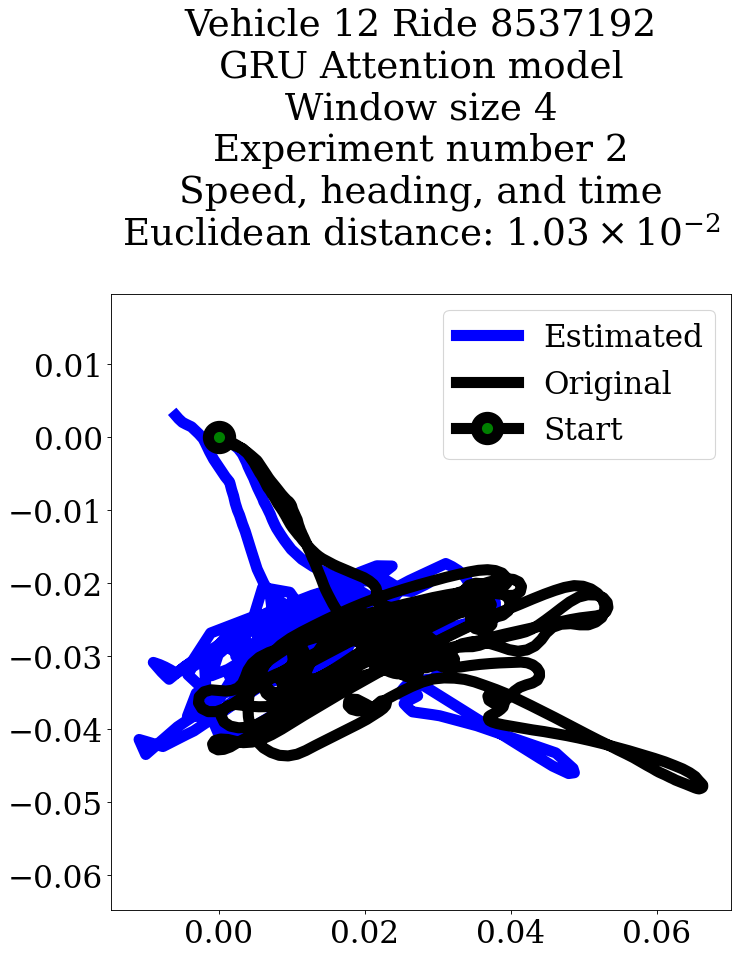 Vehicle 12 Ride 8537192
GRU Attention model
Window size 4
Experiment number 2
Speed, heading, and time
Euclidean distance: 1.03 × 10⁻²
Estimated
Original
Start
0.01
0.00
−0.01
−0.02
−0.03
−0.04
−0.05
−0.06
0.00 0.02 0.04 0.06